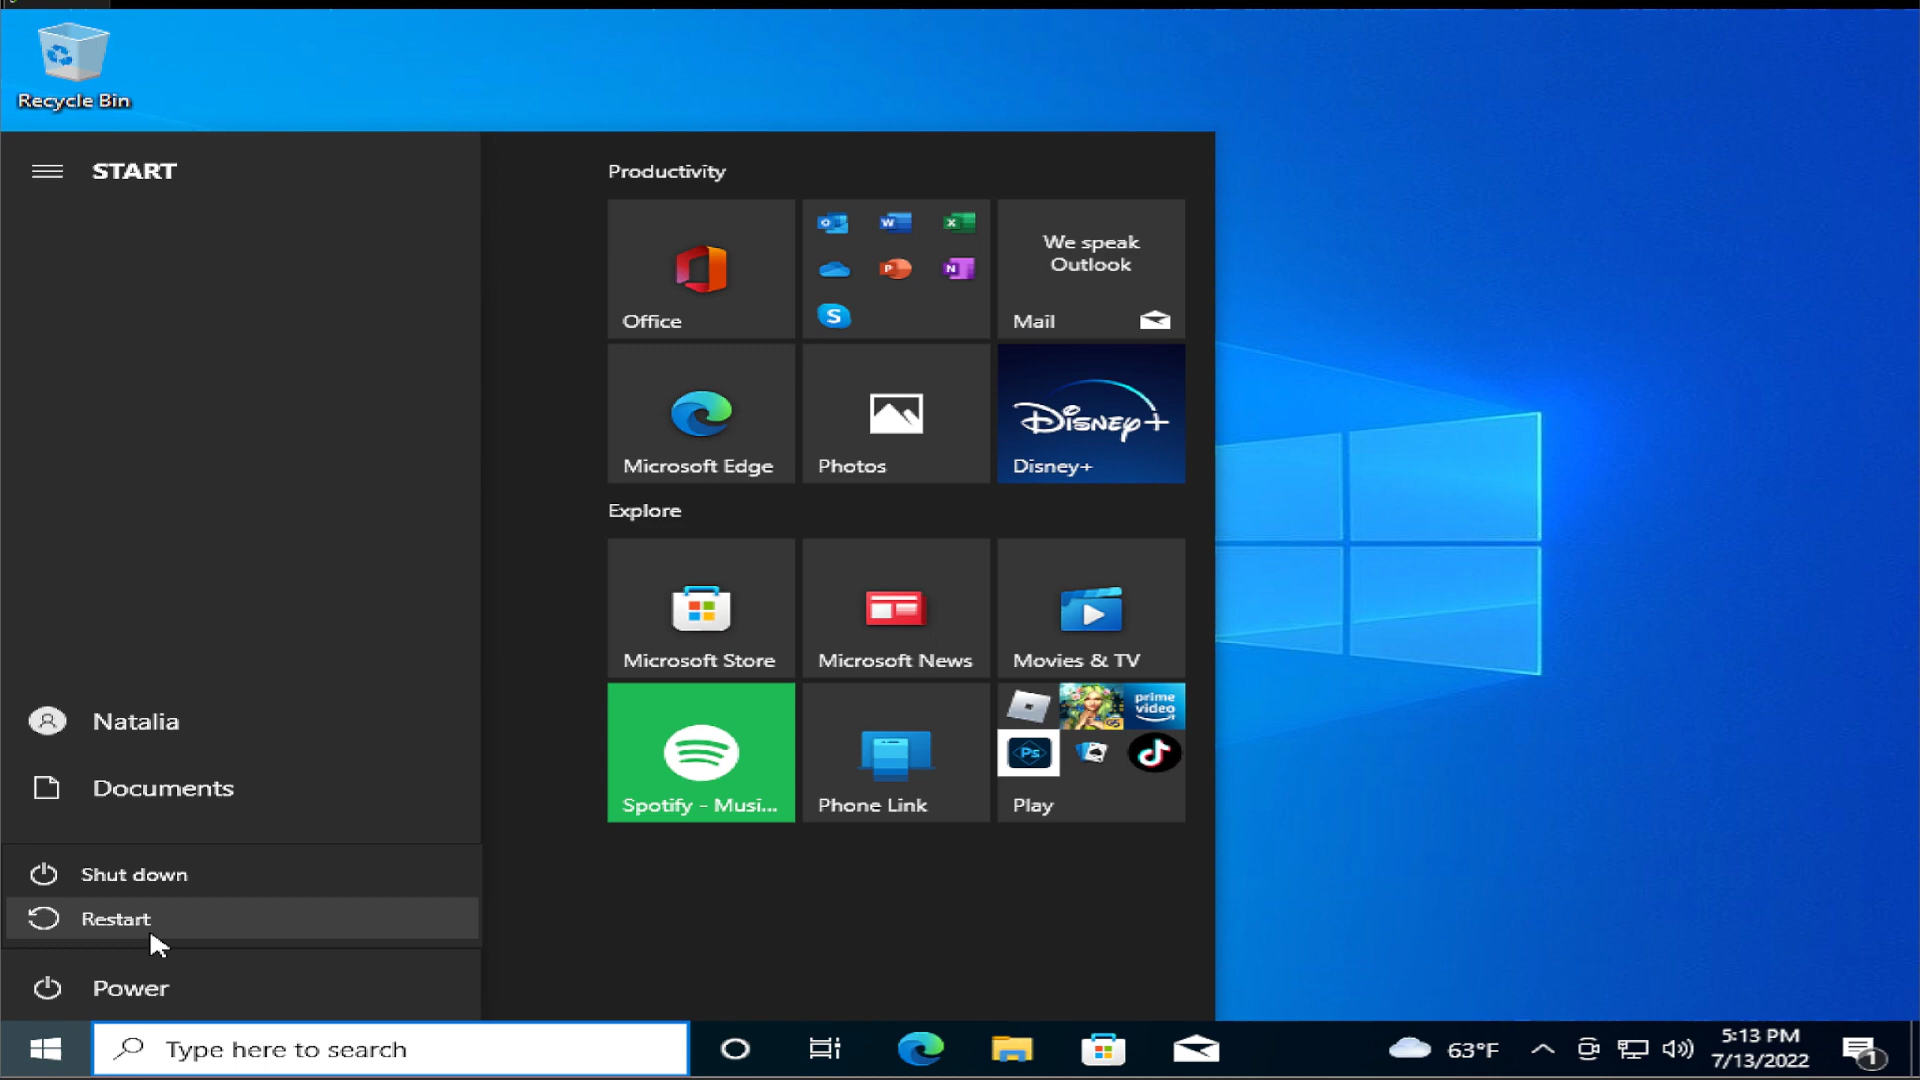 Recycle Bin
START
Natalia
Documents
Shut down
Restart
Power
Productivity
Office
We speak
Outlook
Mail
Microsoft Edge
Photos
Disney+
Disney+
Explore
Microsoft Store
Microsoft News
Movies & TV
Spotify - Musi...
Phone Link
prime
video
Ps
Play
Type here to search
63°F
5:13 PM
7/13/2022
1